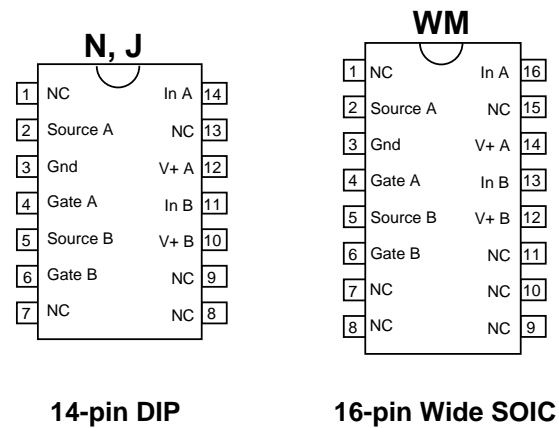 N, J
1 NC In A 14
2 Source A NC 13
3 Gnd V+ A 12
4 Gate A In B 11
5 Source B V+ B 10
6 Gate B NC 9
7 NC NC 8
14-pin DIP
WM
1 NC In A 16
2 Source A NC 15
3 Gnd V+ A 14
4 Gate A In B 13
5 Source B V+ B 12
6 Gate B NC 11
7 NC NC 10
8 NC NC 9
16-pin Wide SOIC